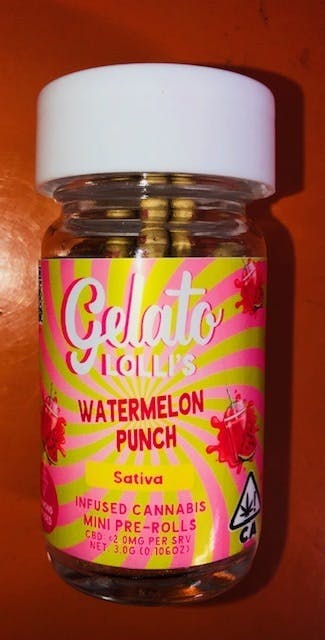 Gelato
LOLLI'S
WATERMELON
PUNCH
Sativa
INFUSED CANNABIS
MINI PRE-ROLLS
CBD: <2.0MG PER SRV
NET. 3.0G (0.106OZ)
!
CA